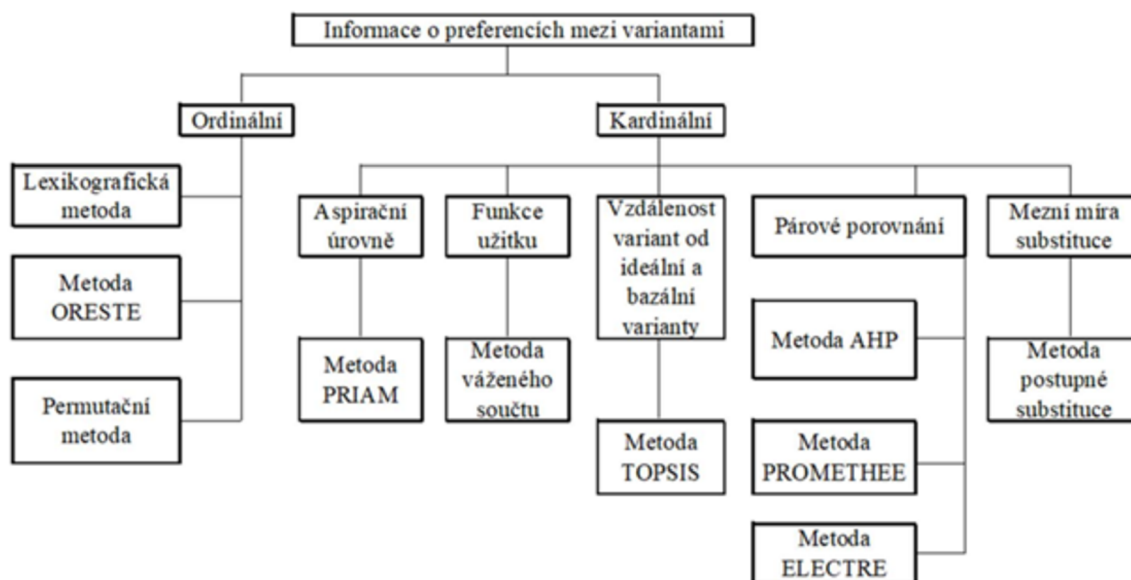 Informace o preferencích mezi variantami
Ordinální
Kardinální
Lexikografická
metoda
Metoda
ORESTE
Permutační
metoda
Aspirační
úrovně
Metoda
PRIAM
Funkce
užitku
Metoda
váženého
součtu
Vzdálenost
variant od
ideální a
bazální
varianty
Metoda
TOPSIS
Párové porovnání
Metoda AHP
Metoda
PROMETHEE
Metoda
ELECTRE
Mezní míra
substituce
Metoda
postupné
substituce